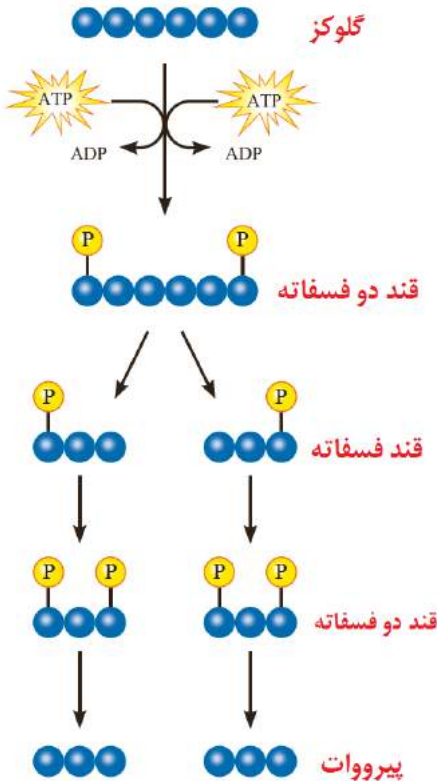 گلوکز
ATP ATP
ADP ADP
P P
قند دو فسفاته
P P
قند فسفاته
P P P P
قند دو فسفاته
پیرووات